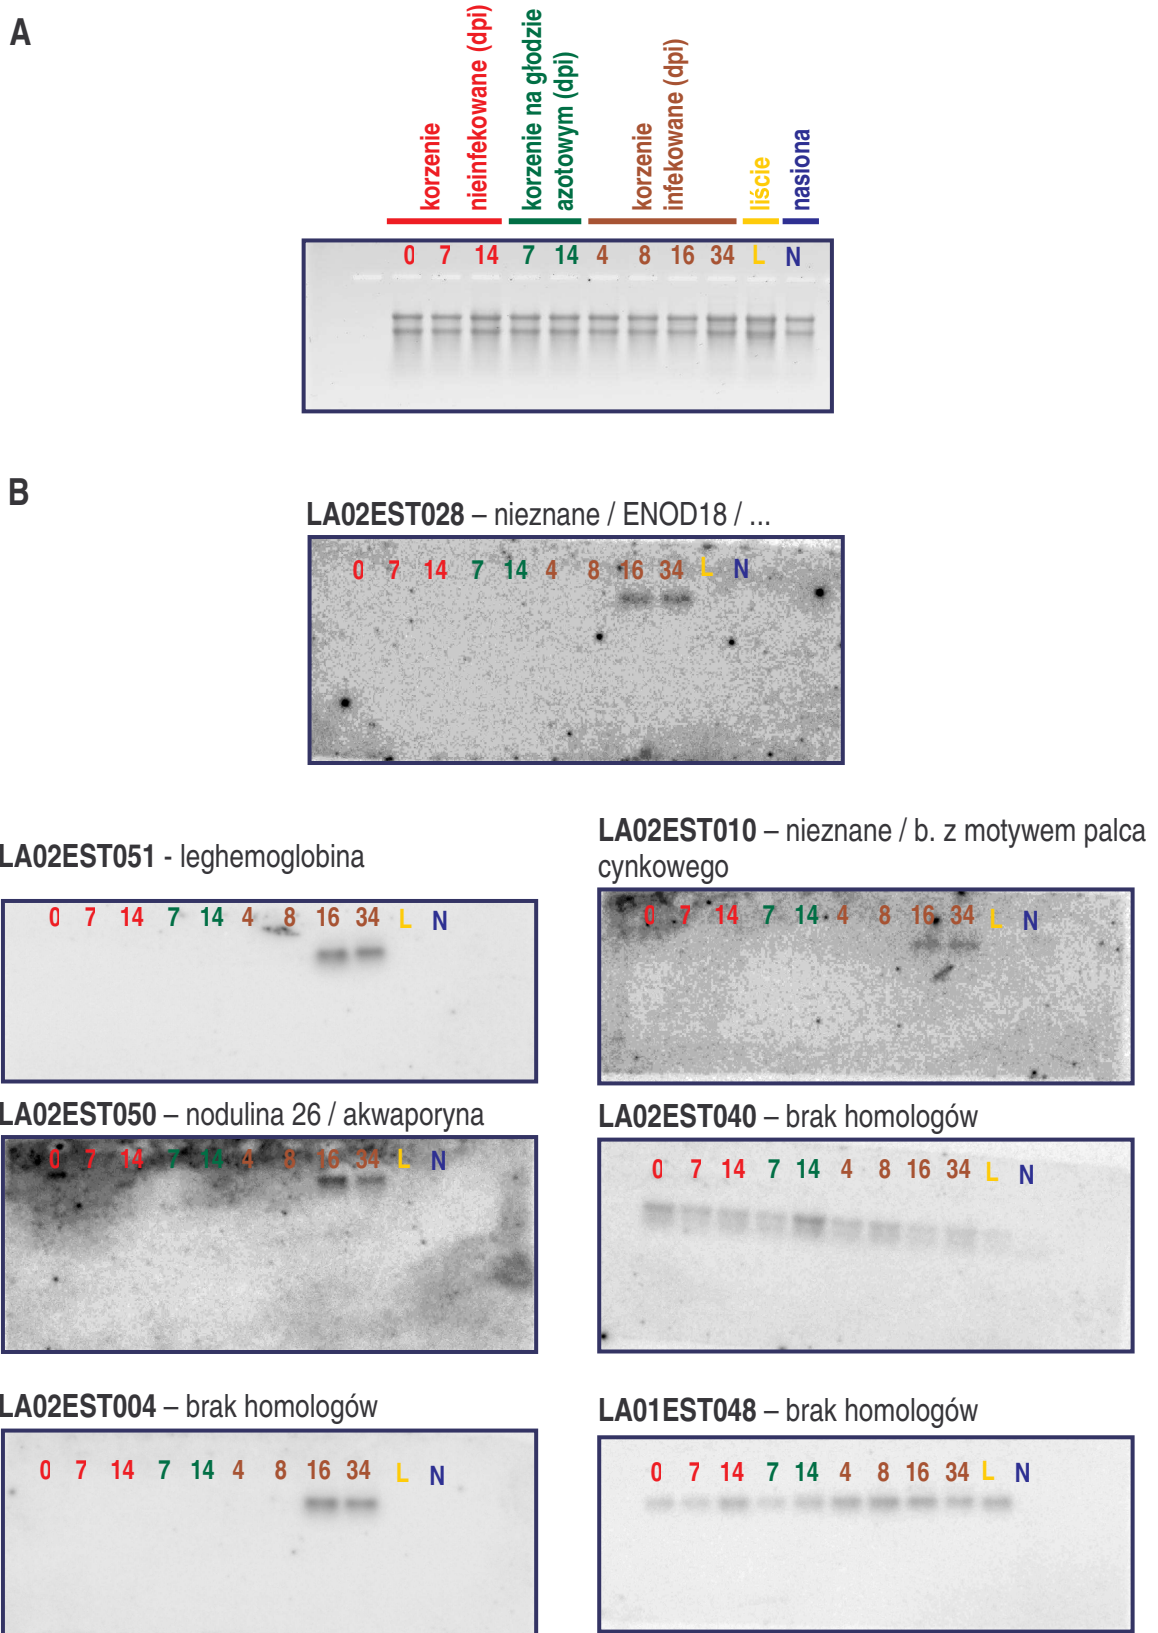 A
korzenie
nieinfekowane (dpi)
korzenie na głodzie
azotowym (dpi)
korzenie
infekowane (dpi)
liście
nasiona
0 7 14 7 14 4 8 16 34 L N
B
LA02EST028 – nieznane / ENOD18 / ...
0 7 14 7 14 4 8 16 34 L N
LA02EST051 - leghemoglobina
0 7 14 7 14 4 8 16 34 L N
LA02EST010 – nieznane / b. z motywem palca
cynkowego
0 7 14 7 14 4 8 16 34 L N
LA02EST050 – nodulina 26 / akwaporyna
0 7 14 7 14 4 8 16 34 L N
LA02EST040 – brak homologów
0 7 14 7 14 4 8 16 34 L N
LA02EST004 – brak homologów
0 7 14 7 14 4 8 16 34 L N
LA01EST048 – brak homologów
0 7 14 7 14 4 8 16 34 L N